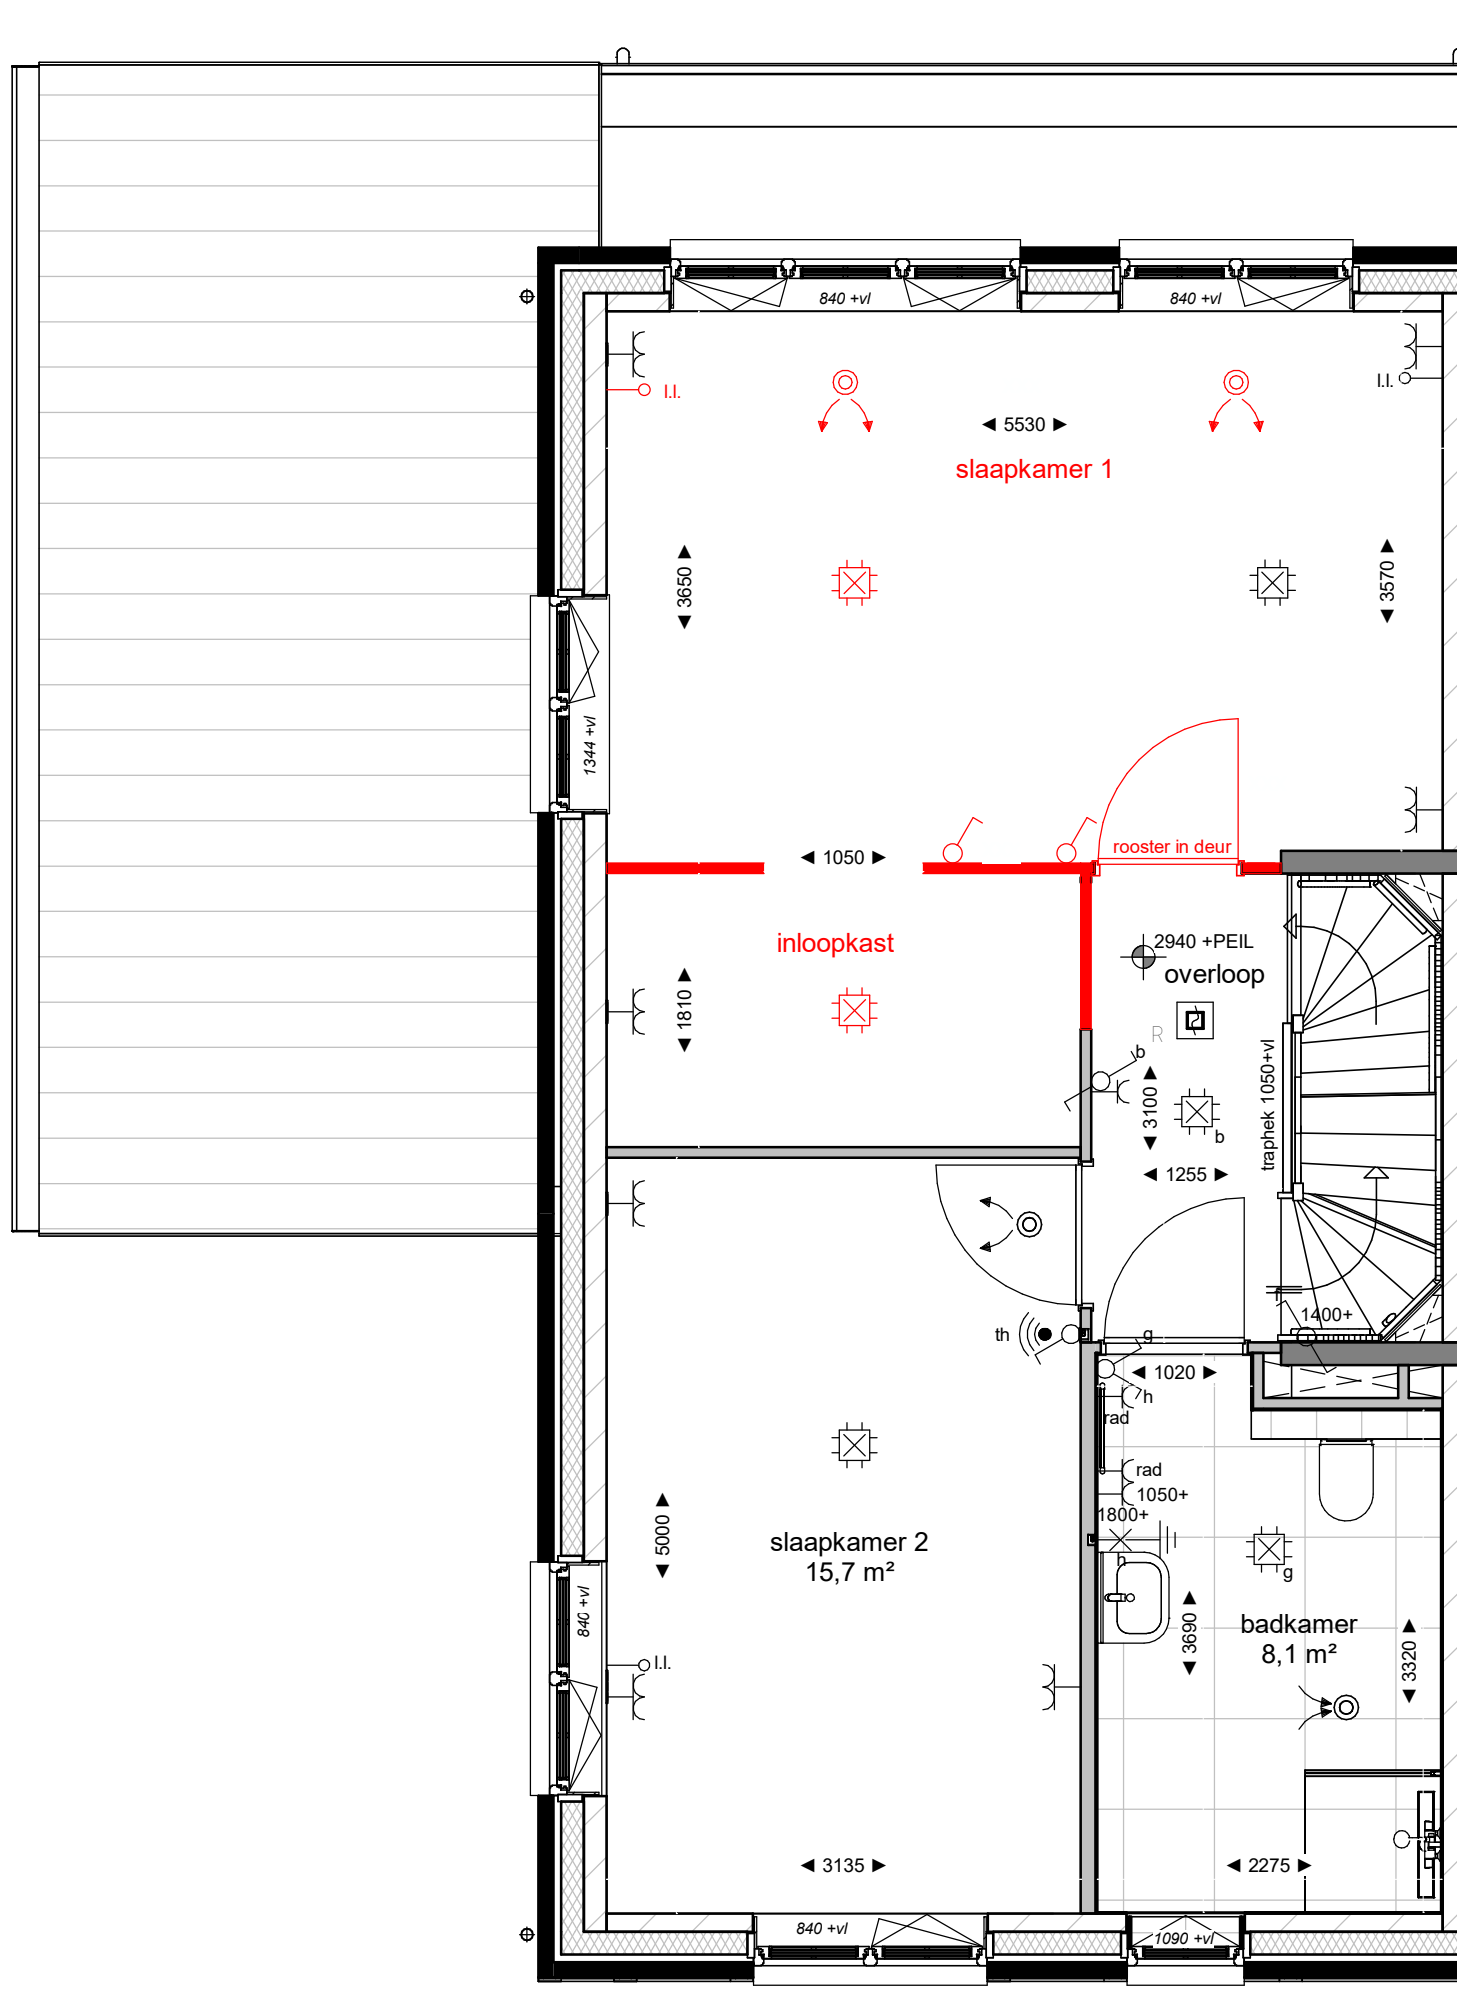 840 +vl
840 +vl
l.l.
l.l.
5530
slaapkamer 1
3650
3570
1344 +vl
rooster in deur
1050
inloopkast
2940 +PEIL
overloop
1810
R
b
3100
traphek 1050+vl
b
1255
1400+
th
g
1020
h
rad
rad
1050+
1800+
h
g
5000
slaapkamer 2
15,7 m²
840 +vl
badkamer
8,1 m²
3690
3320
l.l.
3135
2275
840 +vl
1090 +vl